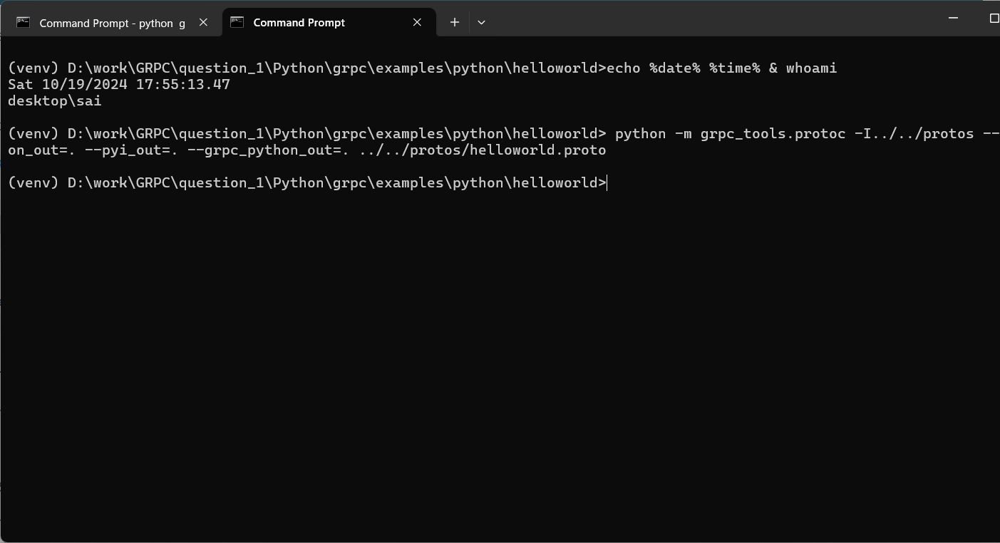 Command Prompt - python  g
Command Prompt
(venv) D:\work\GRPC\question_1\Python\grpc\examples\python\helloworld>echo %date% %time% & whoami
Sat 10/19/2024 17:55:13.47
desktop\sai
(venv) D:\work\GRPC\question_1\Python\grpc\examples\python\helloworld> python -m grpc_tools.protoc -I../../protos --
on_out=. --pyi_out=. --grpc_python_out=. ../../protos/helloworld.proto
(venv) D:\work\GRPC\question_1\Python\grpc\examples\python\helloworld>